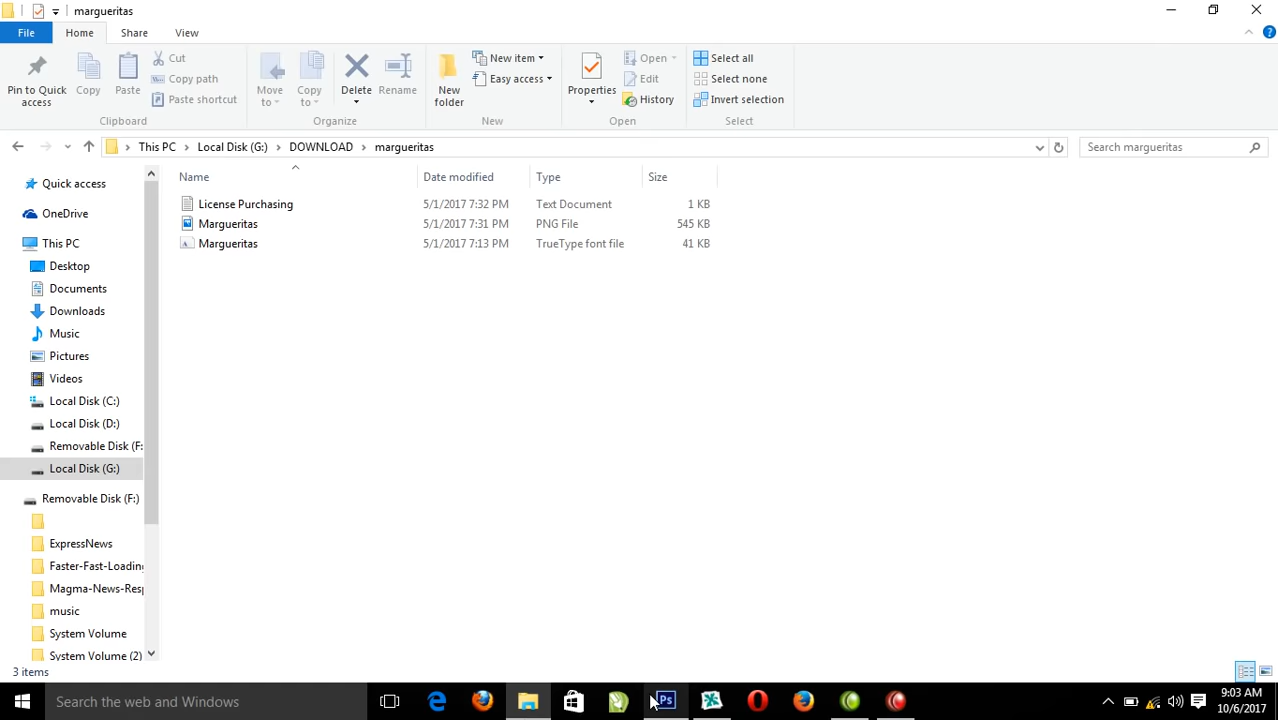 margueritas
File Home Share View
Pin to Quick access
Copy
Paste
Cut
Copy path
Paste shortcut
Clipboard
Move to
Copy to
Delete
Rename
Organize
New folder
New item
Easy access
New
Properties
Open
Edit
History
Open
Select all
Select none
Invert selection
Select
This PC Local Disk (G:) DOWNLOAD margueritas
Search margueritas
Quick access
OneDrive
This PC
Desktop
Documents
Downloads
Music
Pictures
Videos
Local Disk (C:)
Local Disk (D:)
Removable Disk (F:
Local Disk (G:)
Removable Disk (F:)
ExpressNews
Faster-Fast-Loading
Magma-News-Resp
music
System Volume
System Volume (2)
Name Date modified Type Size
License Purchasing 5/1/2017 7:32 PM Text Document 1 KB
Margueritas 5/1/2017 7:31 PM PNG File 545 KB
Margueritas 5/1/2017 7:13 PM TrueType font file 41 KB
3 items
Search the web and Windows
Ps
9:03 AM
10/6/2017